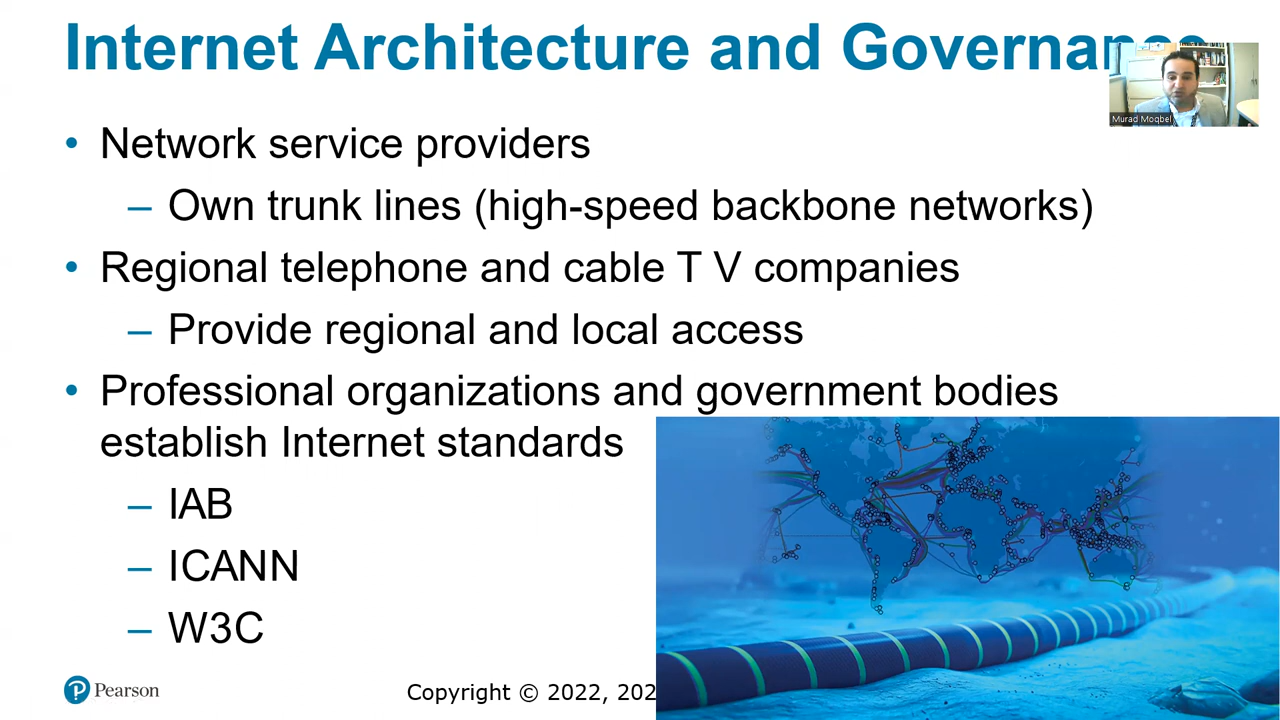 Internet Architecture and Governance
Murad Moqbel
• Network service providers
– Own trunk lines (high-speed backbone networks)
• Regional telephone and cable T V companies
– Provide regional and local access
• Professional organizations and government bodies
establish Internet standards
– IAB
– ICANN
– W3C
Pearson
Copyright © 2022, 202